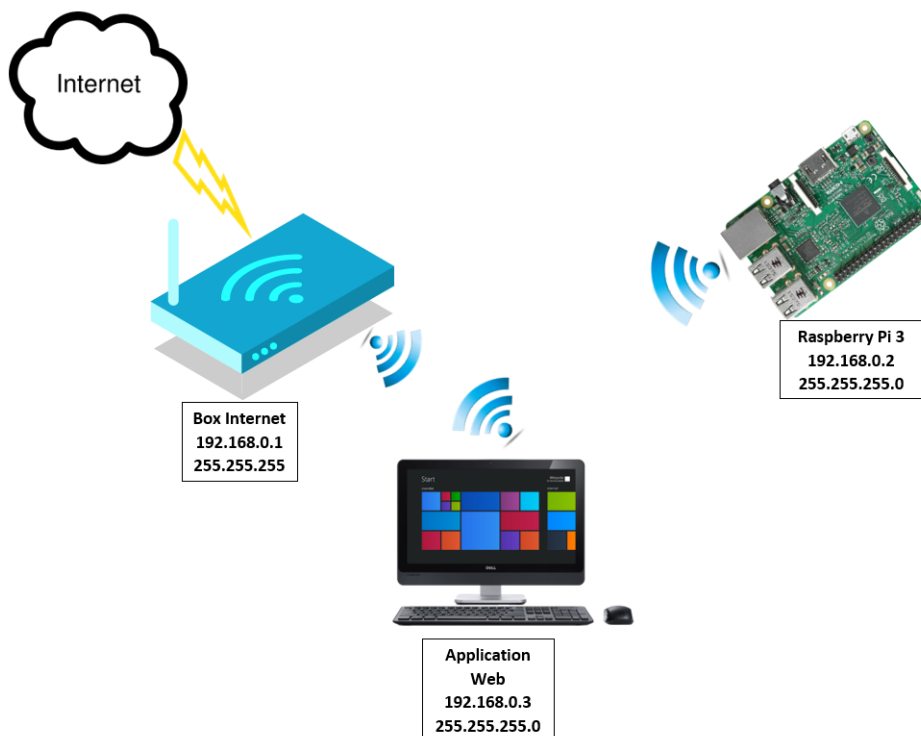 Internet
Box Internet
192.168.0.1
255.255.255
Raspberry Pi 3
192.168.0.2
255.255.255.0
Start
DELL
Application
Web
192.168.0.3
255.255.255.0